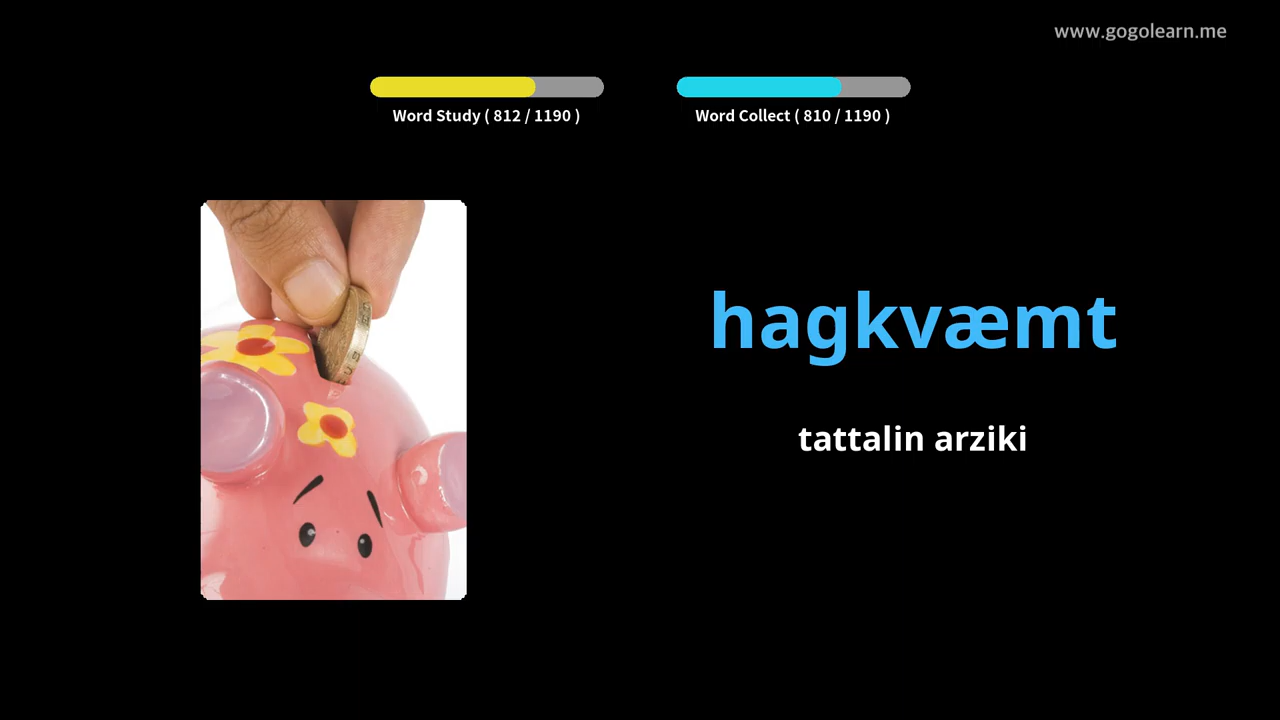 www.gogolearn.me
Word Study ( 812 / 1190 )
Word Collect ( 810 / 1190 )
hagkvæmt
tattalin arziki